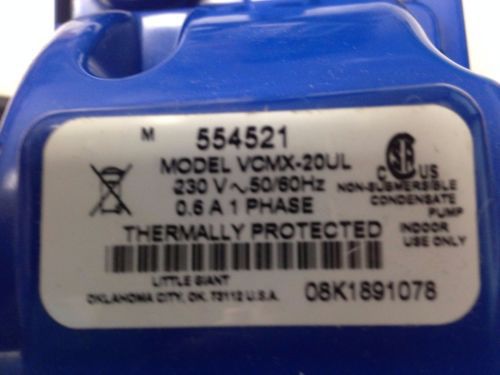 M 554521
MODEL VCMX-20UL
230 V ~ 50/60Hz
0.6 A 1 PHASE
THERMALLY PROTECTED
C US
NON-SUBMERSIBLE
CONDENSATE
PUMP
INDOOR
USE ONLY
LITTLE GIANT
OKLAHOMA CITY, OK. 73112 U.S.A.
08K1891078